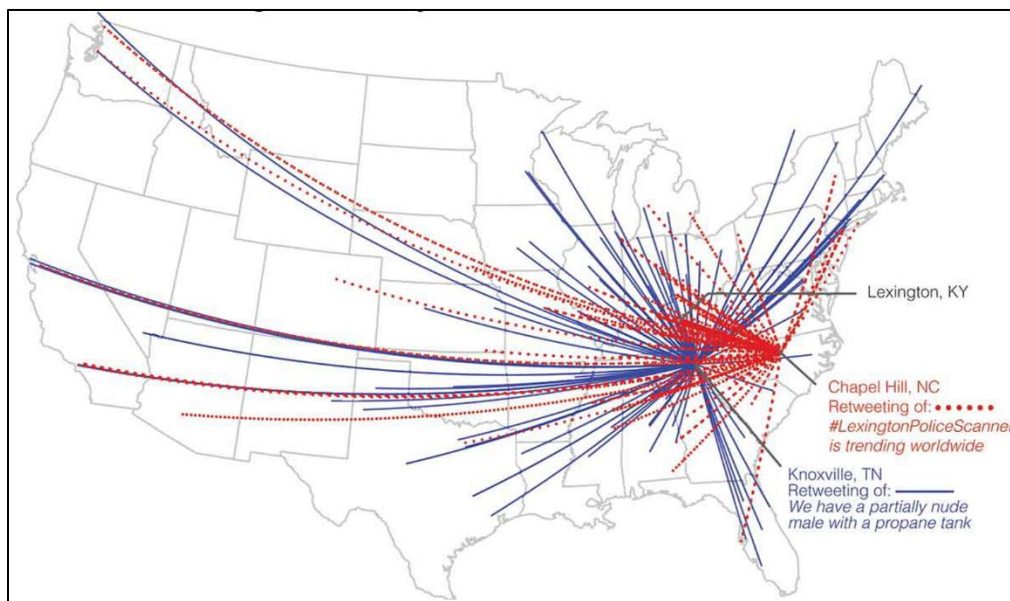 Lexington, KY
Chapel Hill, NC
Retweeting of:
#LexingtonPoliceScanner
is trending worldwide
Knoxville, TN
Retweeting of:
We have a partially nude
male with a propane tank